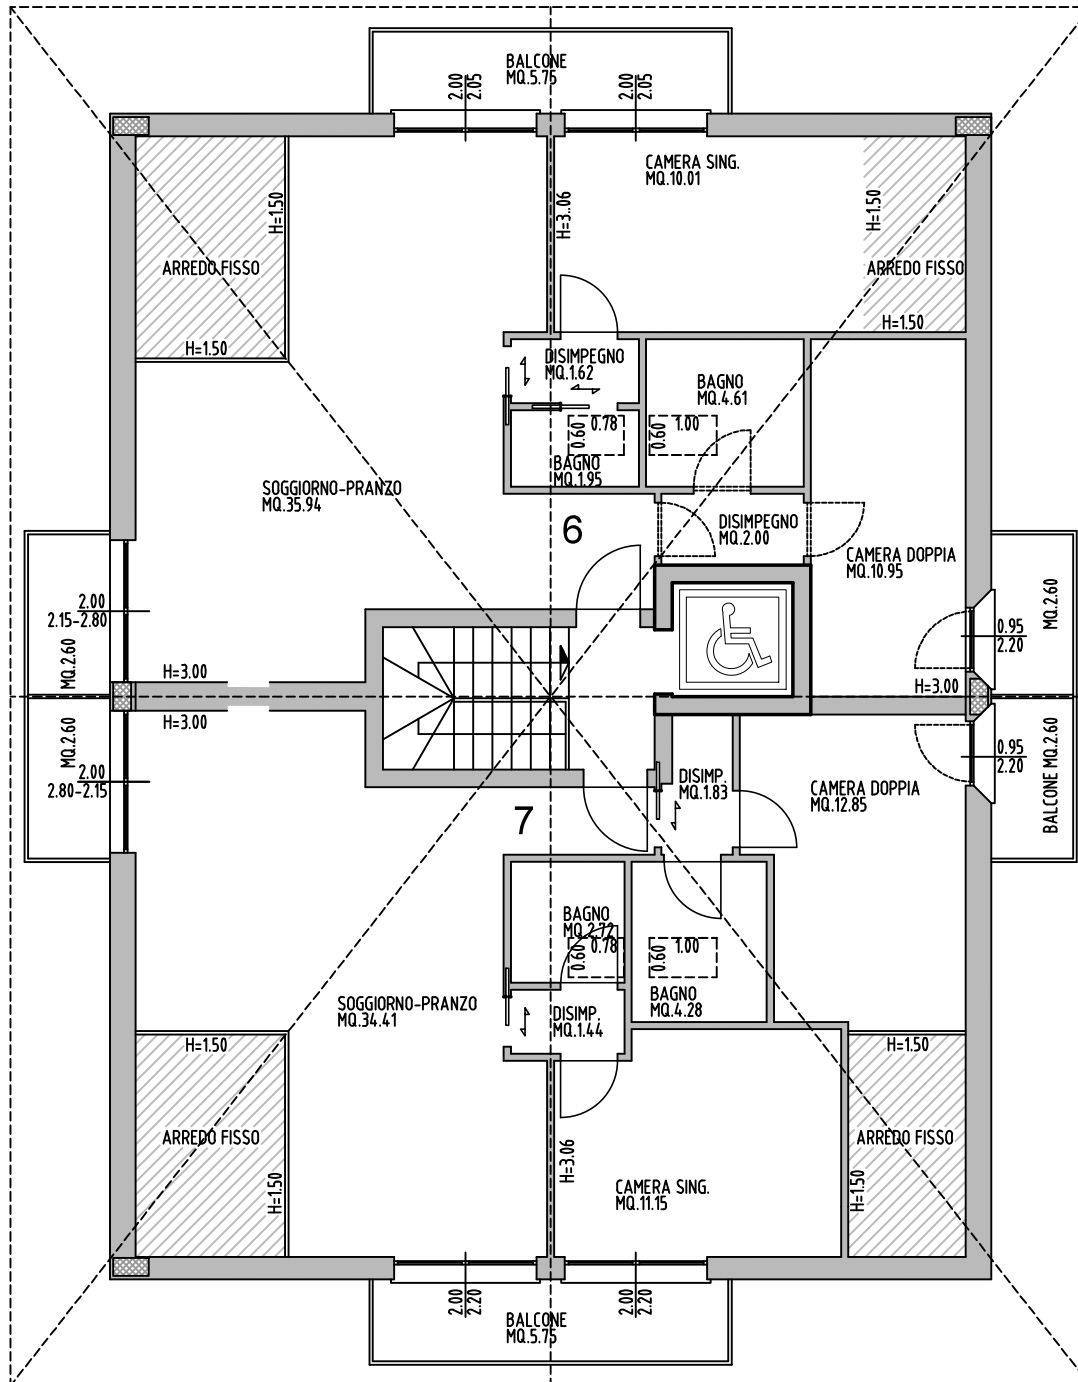 BALCONE
MQ.5.75
2.00
2.05
2.00
2.05
CAMERA SING.
MQ.10.01
H=1.50
H=3.06
H=1.50
ARREDO FISSO
ARREDO FISSO
H=1.50
H=1.50
DISIMPEGNO
MQ.1.62
BAGNO
MQ.4.61
0.60
0.78
0.60
1.00
BAGNO
MQ.1.95
SOGGIORNO-PRANZO
MQ.35.94
6
DISIMPEGNO
MQ.2.00
CAMERA DOPPIA
MQ.10.95
2.00
2.15-2.80
MQ.2.60
0.95
2.20
MQ.2.60
H=3.00
H=3.00
H=3.00
MQ.2.60
2.00
2.80-2.15
0.95
2.20
BALCONE MQ.2.60
DISIMP.
MQ.1.83
CAMERA DOPPIA
MQ.12.85
7
BAGNO
MQ.2.72
0.60
0.78
0.60
1.00
BAGNO
MQ.4.28
SOGGIORNO-PRANZO
MQ.34.41
DISIMP.
MQ.1.44
H=1.50
H=1.50
ARREDO FISSO
ARREDO FISSO
H=1.50
H=3.06
H=1.50
CAMERA SING.
MQ.11.15
2.00
2.20
2.00
2.20
BALCONE
MQ.5.75